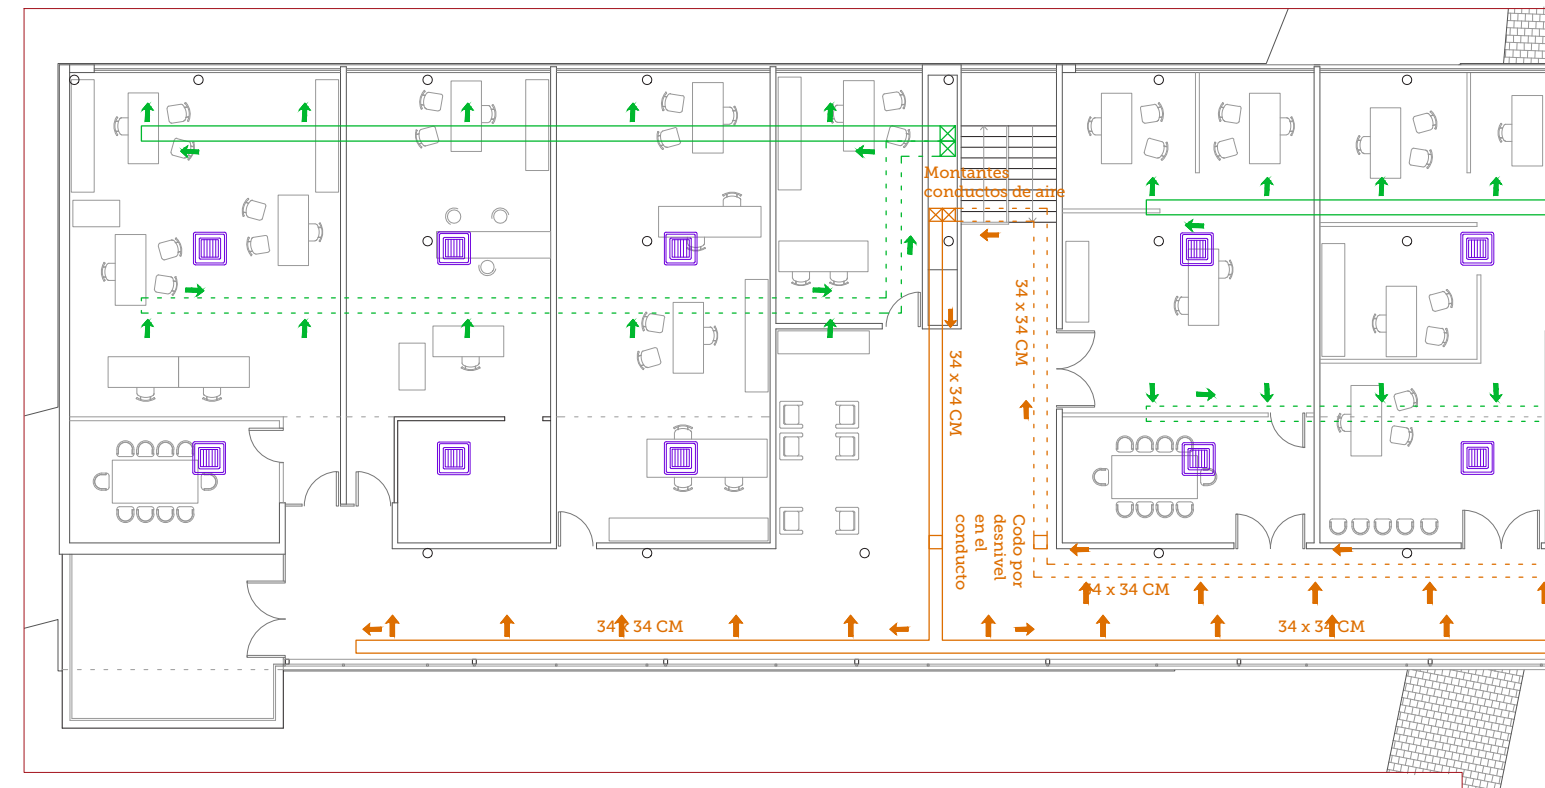 Montantes
conductos de aire
34 x 34 CM
34 x 34 CM
Codo por
desnivel
en el
conducto
34 x 34 CM
34 x 34 CM
34 x 34 CM